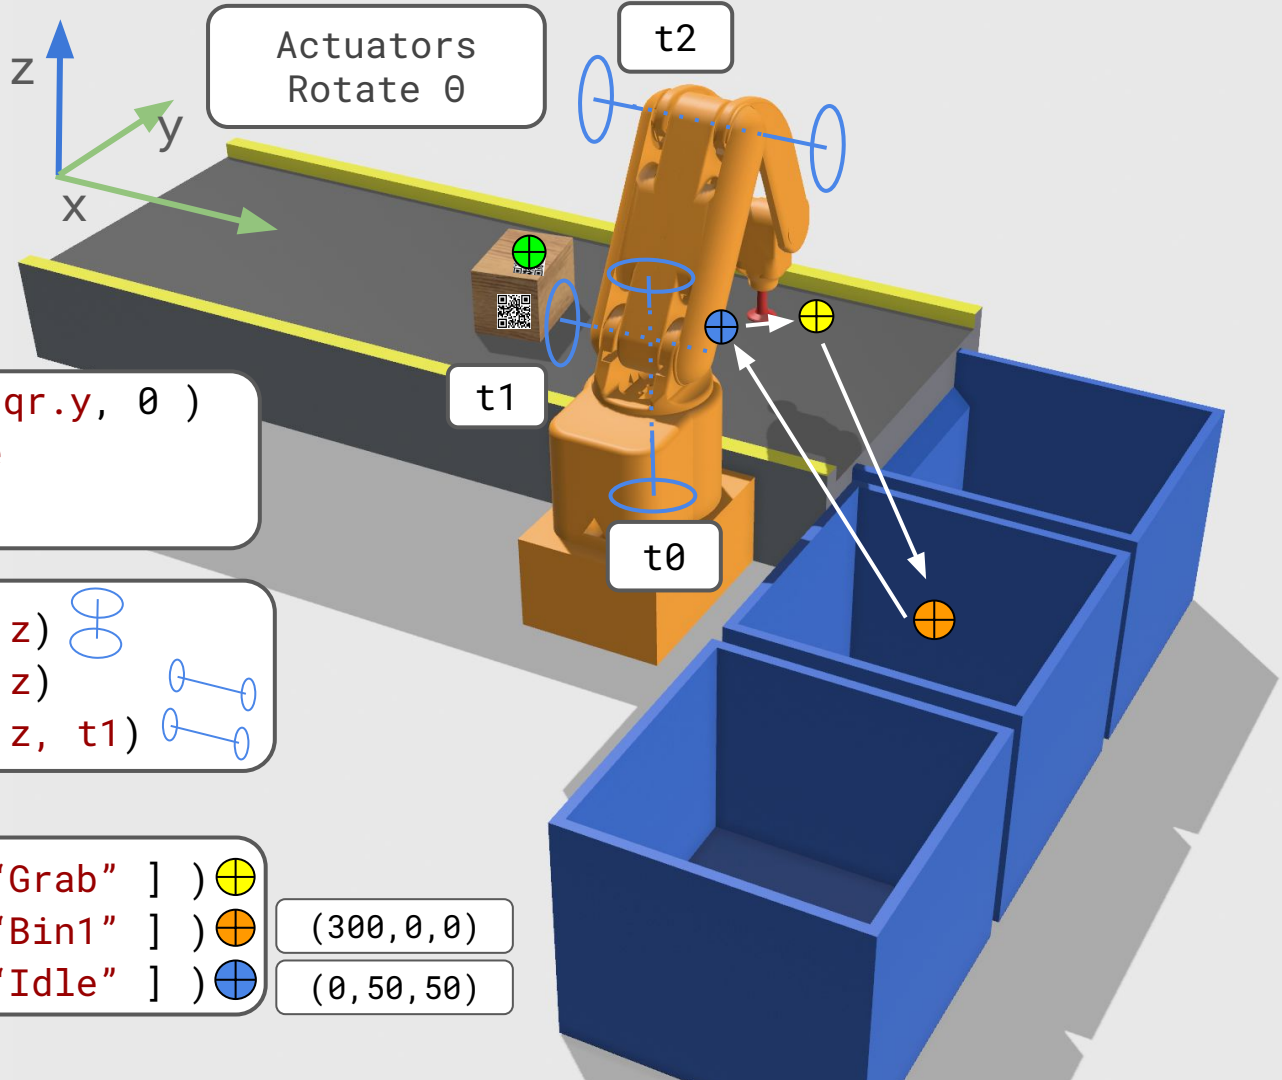 z
y
x
Actuators
Rotate θ
t2
t1
t0
qr.y, 0 )
z)
z)
z, t1)
"Grab" ] )
"Bin1" ] )
"Idle" ] )
(300,0,0)
(0,50,50)